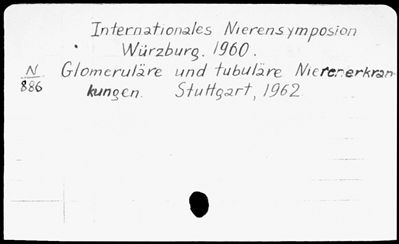 Internationales Nierensymposion
Würzburg. 1960.
N
886
Glomeruläre und tubuläre Nierenerkran-
kungen. Stuttgart, 1962